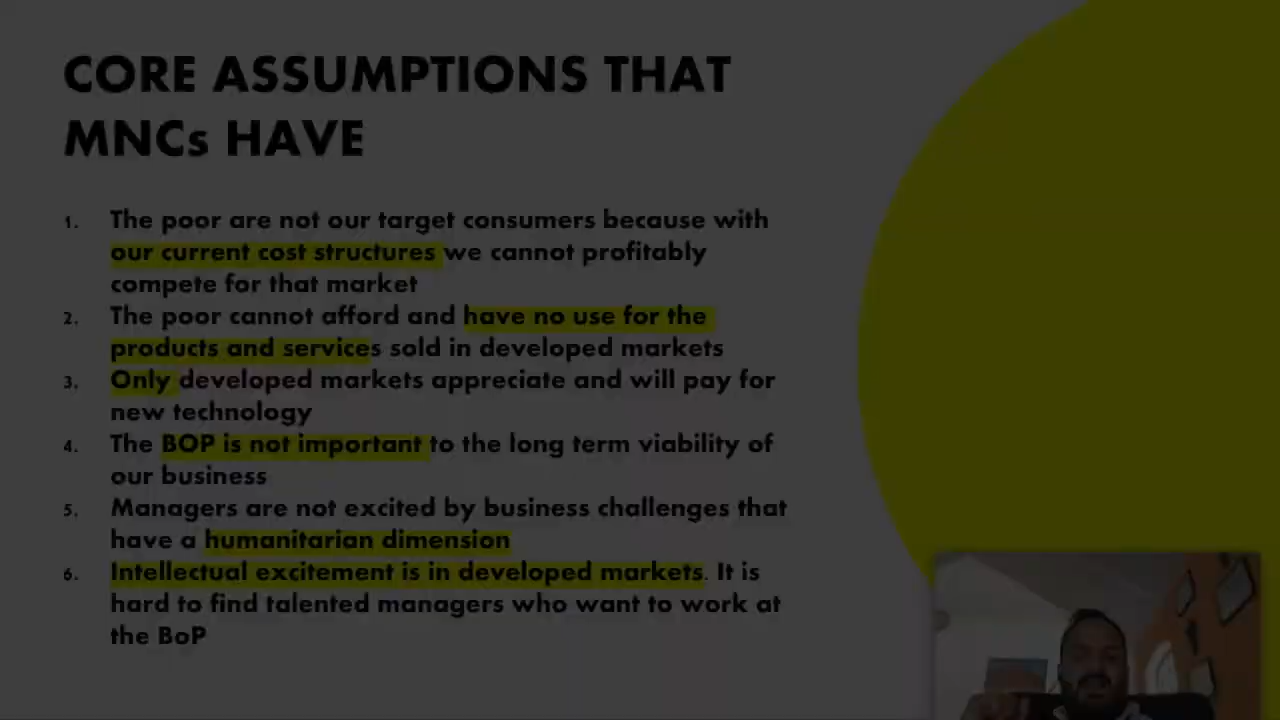 CORE ASSUMPTIONS THAT
MNCs HAVE
1. The poor are not our target consumers because with
our current cost structures we cannot profitably
compete for that market
2. The poor cannot afford and have no use for the
products and services sold in developed markets
3. Only developed markets appreciate and will pay for
new technology
4. The BOP is not important to the long term viability of
our business
5. Managers are not excited by business challenges that
have a humanitarian dimension
6. Intellectual excitement is in developed markets. It is
hard to find talented managers who want to work at
the BoP